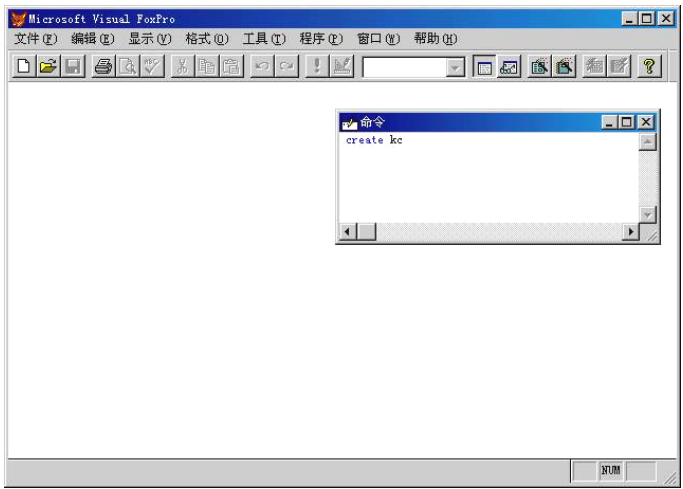 Microsoft Visual FoxPro
文件(F) 编辑(E) 显示(V) 格式(O) 工具(T) 程序(P) 窗口(W) 帮助(H)
命令
create kc
NUM